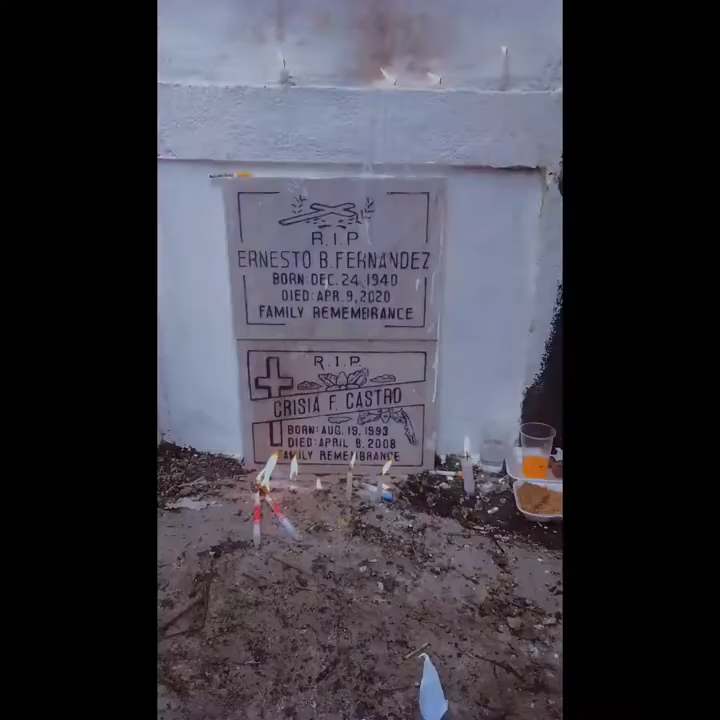 R.I.P
ERNESTO B. FERNANDEZ
BORN: DEC. 24, 1940
DIED: APR. 9, 2020
FAMILY REMEMBRANCE
R.I.P.
CRISIA F. CASTRO
BORN: AUG. 19, 1993
DIED: APRIL 8, 2008
FAMILY REMEMBRANCE